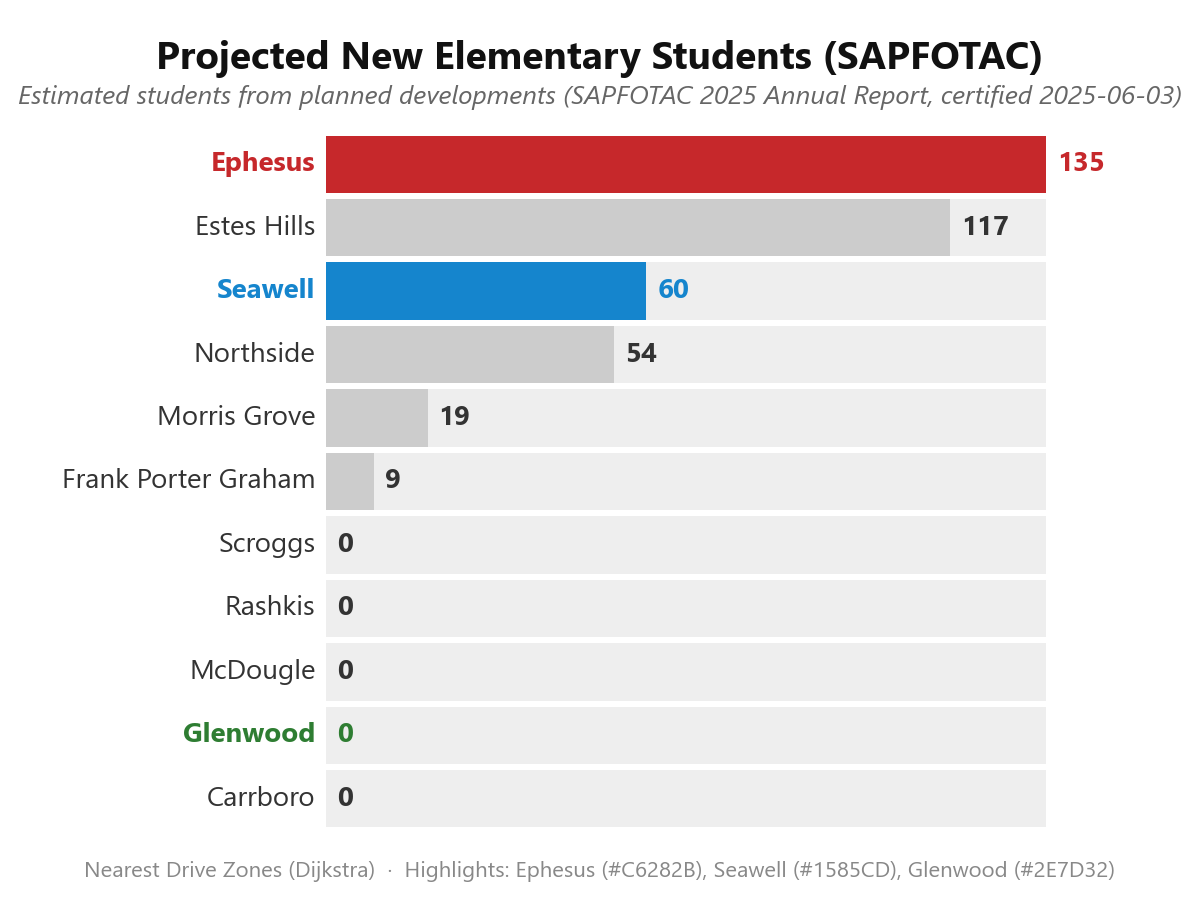 Projected New Elementary Students (SAPFOTAC)
Estimated students from planned developments (SAPFOTAC 2025 Annual Report, certified 2025-06-03)
Ephesus 135
Estes Hills 117
Seawell 60
Northside 54
Morris Grove 19
Frank Porter Graham 9
Scroggs 0
Rashkis 0
McDougle 0
Glenwood 0
Carrboro 0
Nearest Drive Zones (Dijkstra) · Highlights: Ephesus (#C6282B), Seawell (#1585CD), Glenwood (#2E7D32)